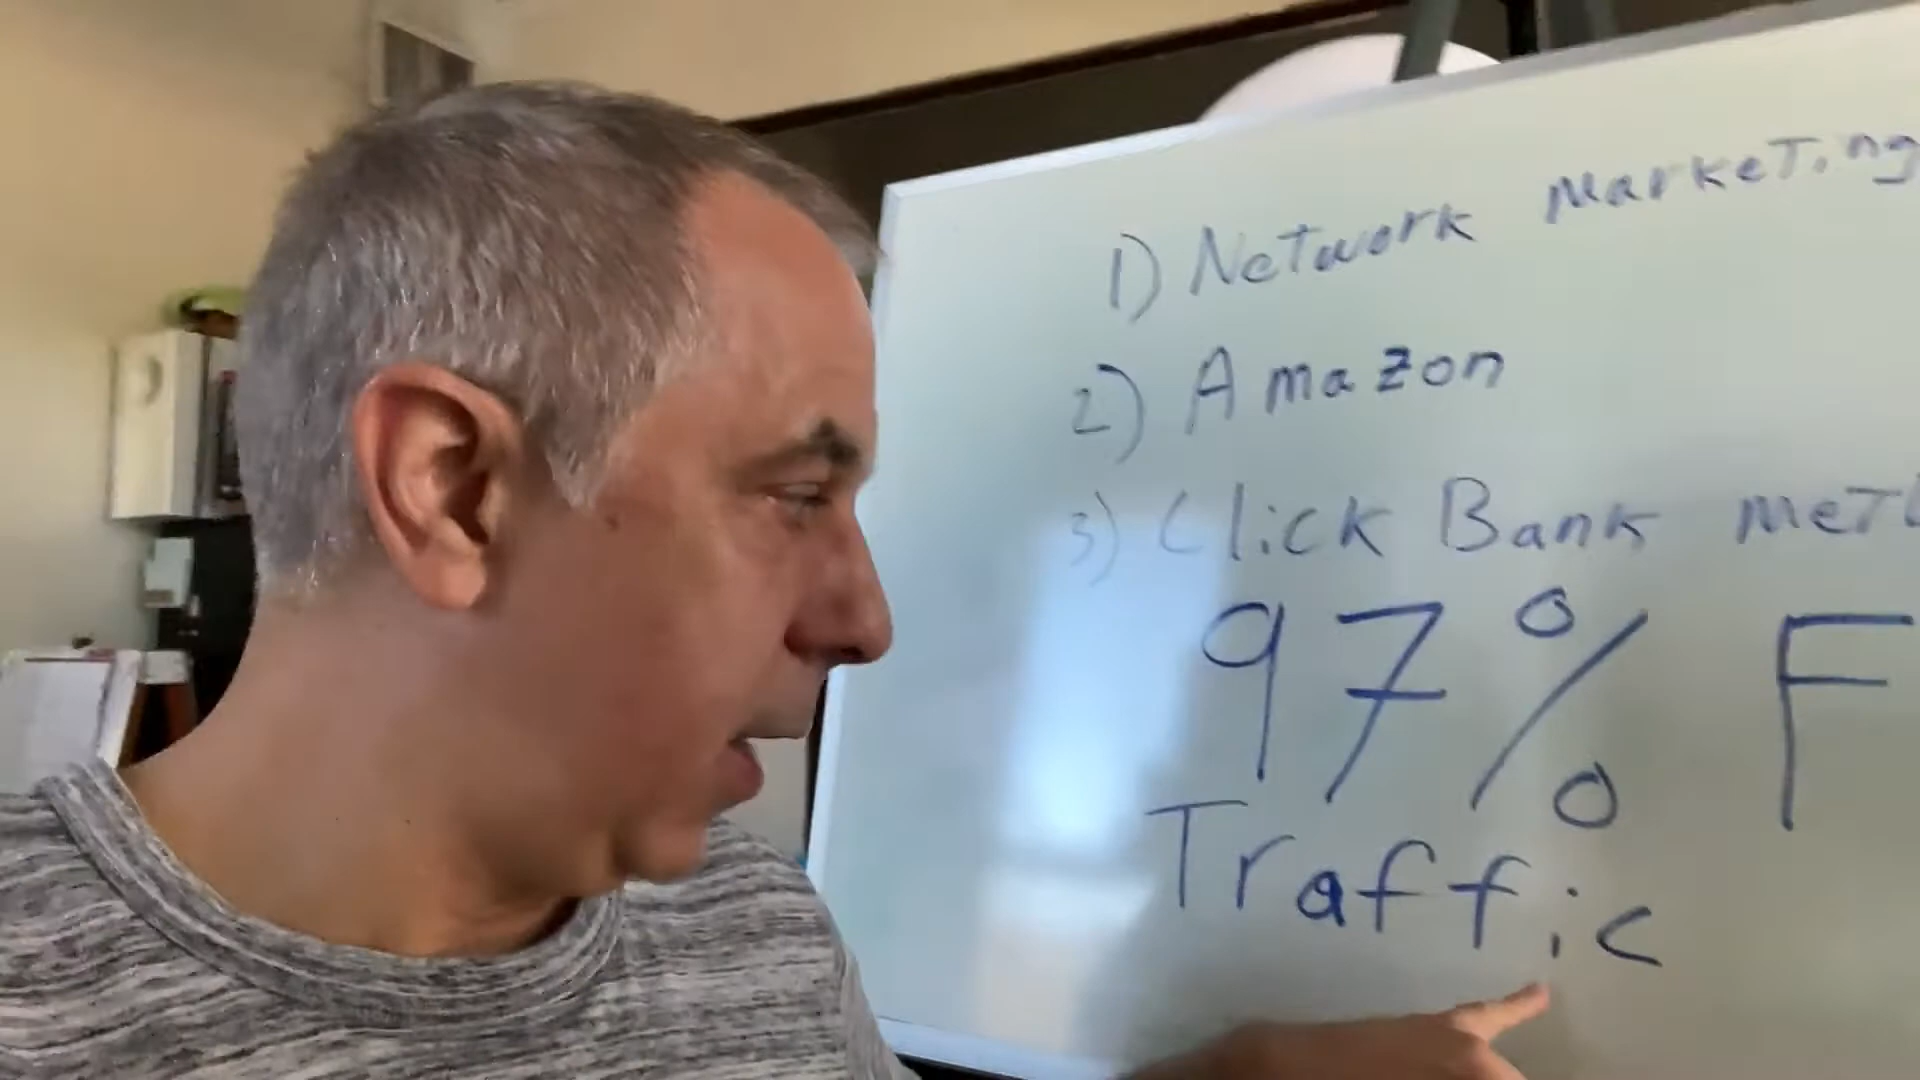 1) Network Marketing
2) Amazon
3) Click Bank
97% F
Traffic